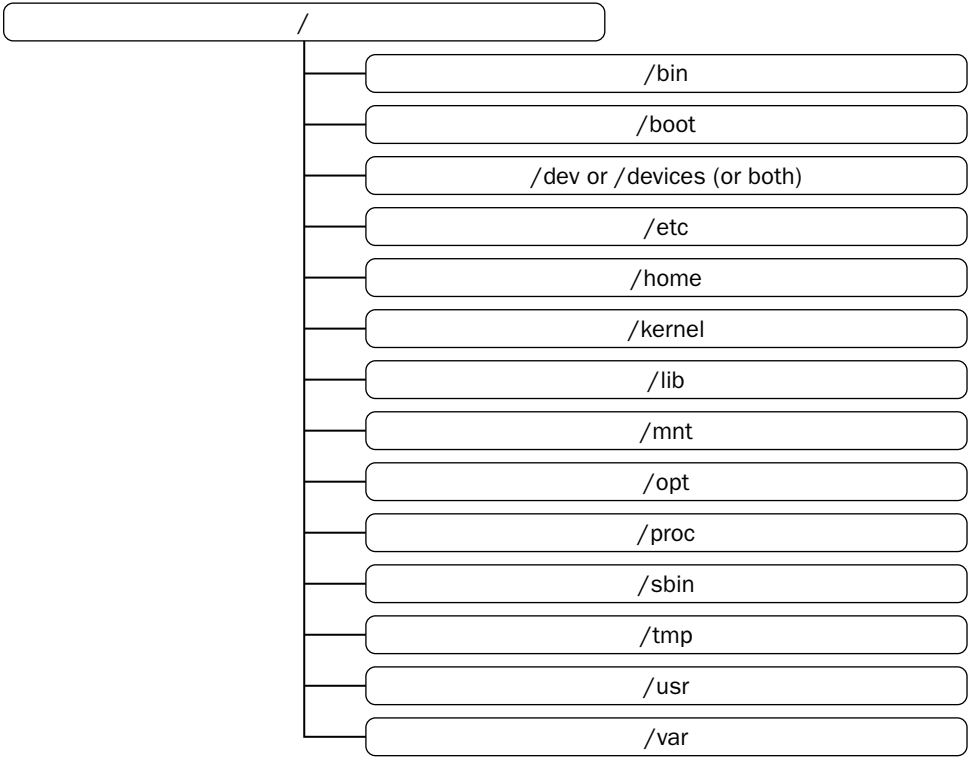 /
/bin
/boot
/dev or /devices (or both)
/etc
/home
/kernel
/lib
/mnt
/opt
/proc
/sbin
/tmp
/usr
/var